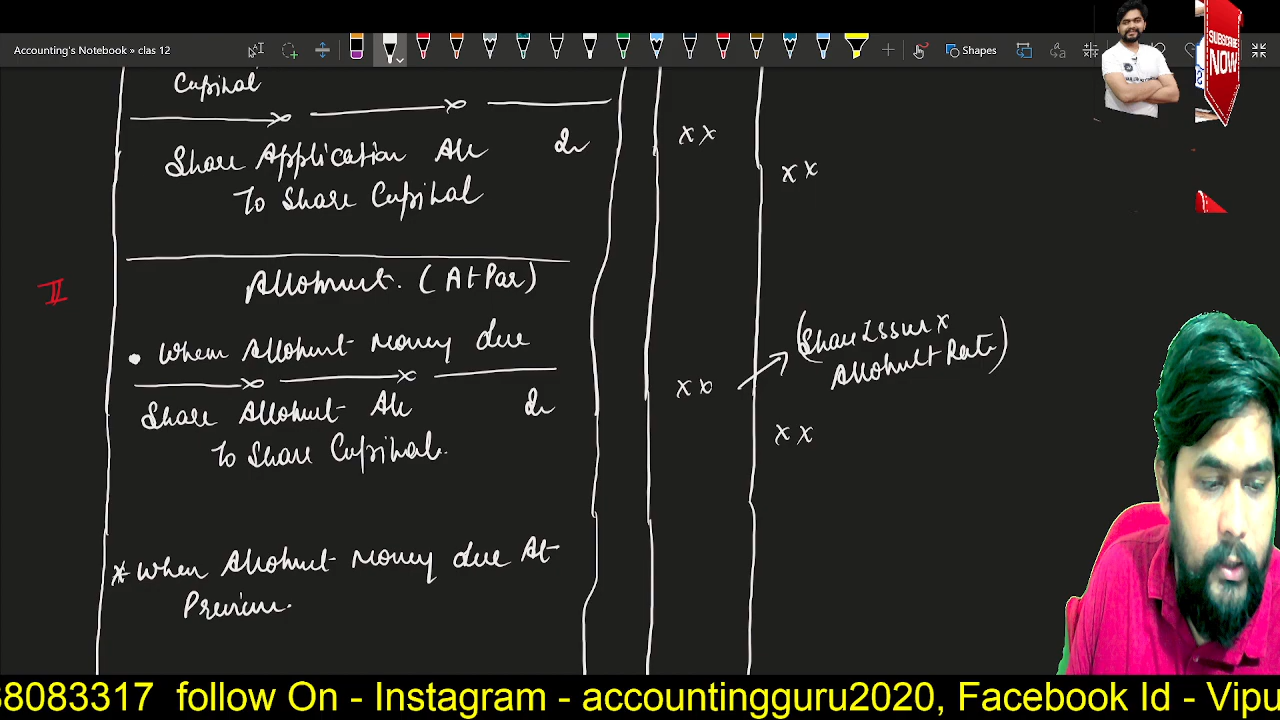 Accounting's Notebook » clas 12
Shapes
SUBSCRIBE
NOW
Capital
Share Application A/c Dr
xx
To Share Capital
xx
II
Allotment. (At Par)
• When Allotment Money due
Share Allotment A/c Dr
xx
(Share Issue x
Allotment Rate)
To Share Capital.
xx
* When Allotment Money due At
Premium.
88083317 follow On - Instagram - accountingguru2020, Facebook Id - Vipu